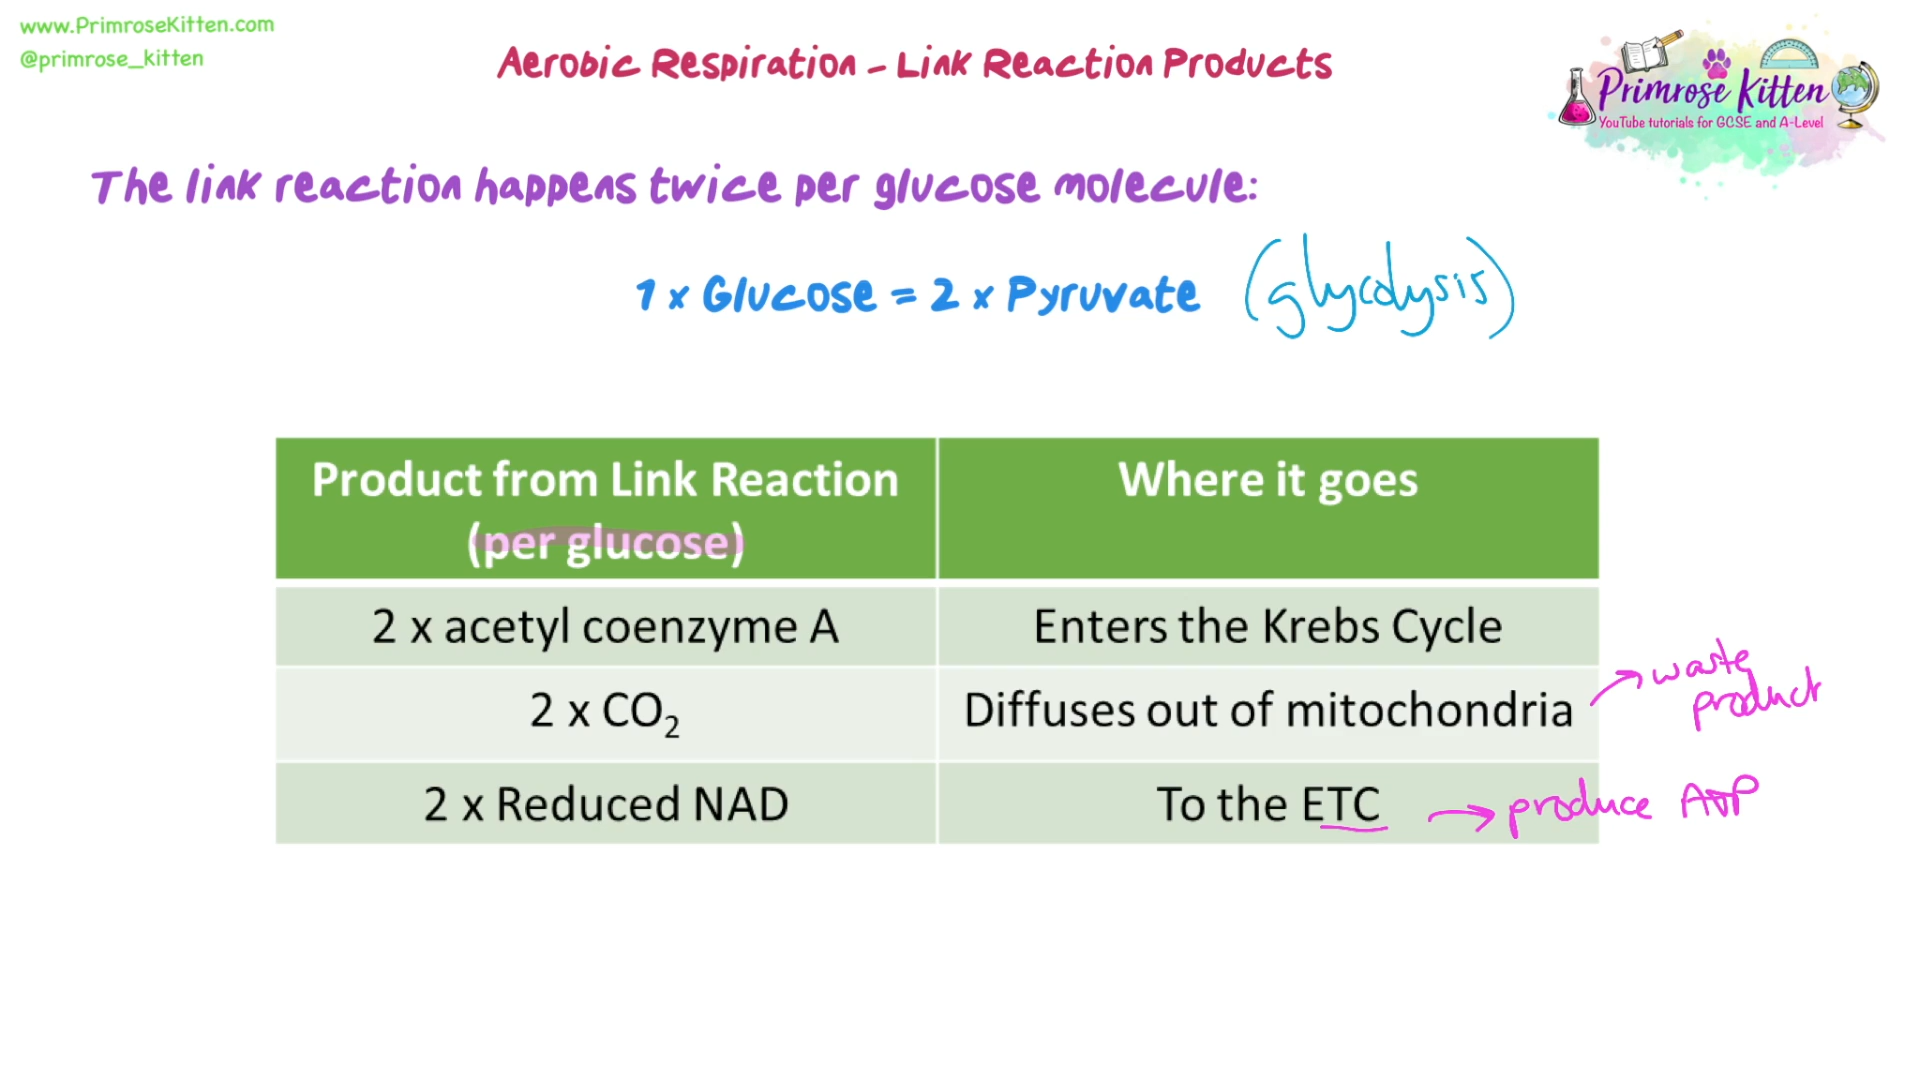 www.PrimroseKitten.com
@primrose_kitten
Aerobic Respiration - Link Reaction Products
Primrose Kitten
YouTube tutorials for GCSE and A-Level
The link reaction happens twice per glucose molecule:
1 x Glucose = 2 x Pyruvate (glycolysis)
Product from Link Reaction
(per glucose)
Where it goes
2 x acetyl coenzyme A
Enters the Krebs Cycle
2 x CO₂
Diffuses out of mitochondria
waste
product
2 x Reduced NAD
To the ETC → produce ATP